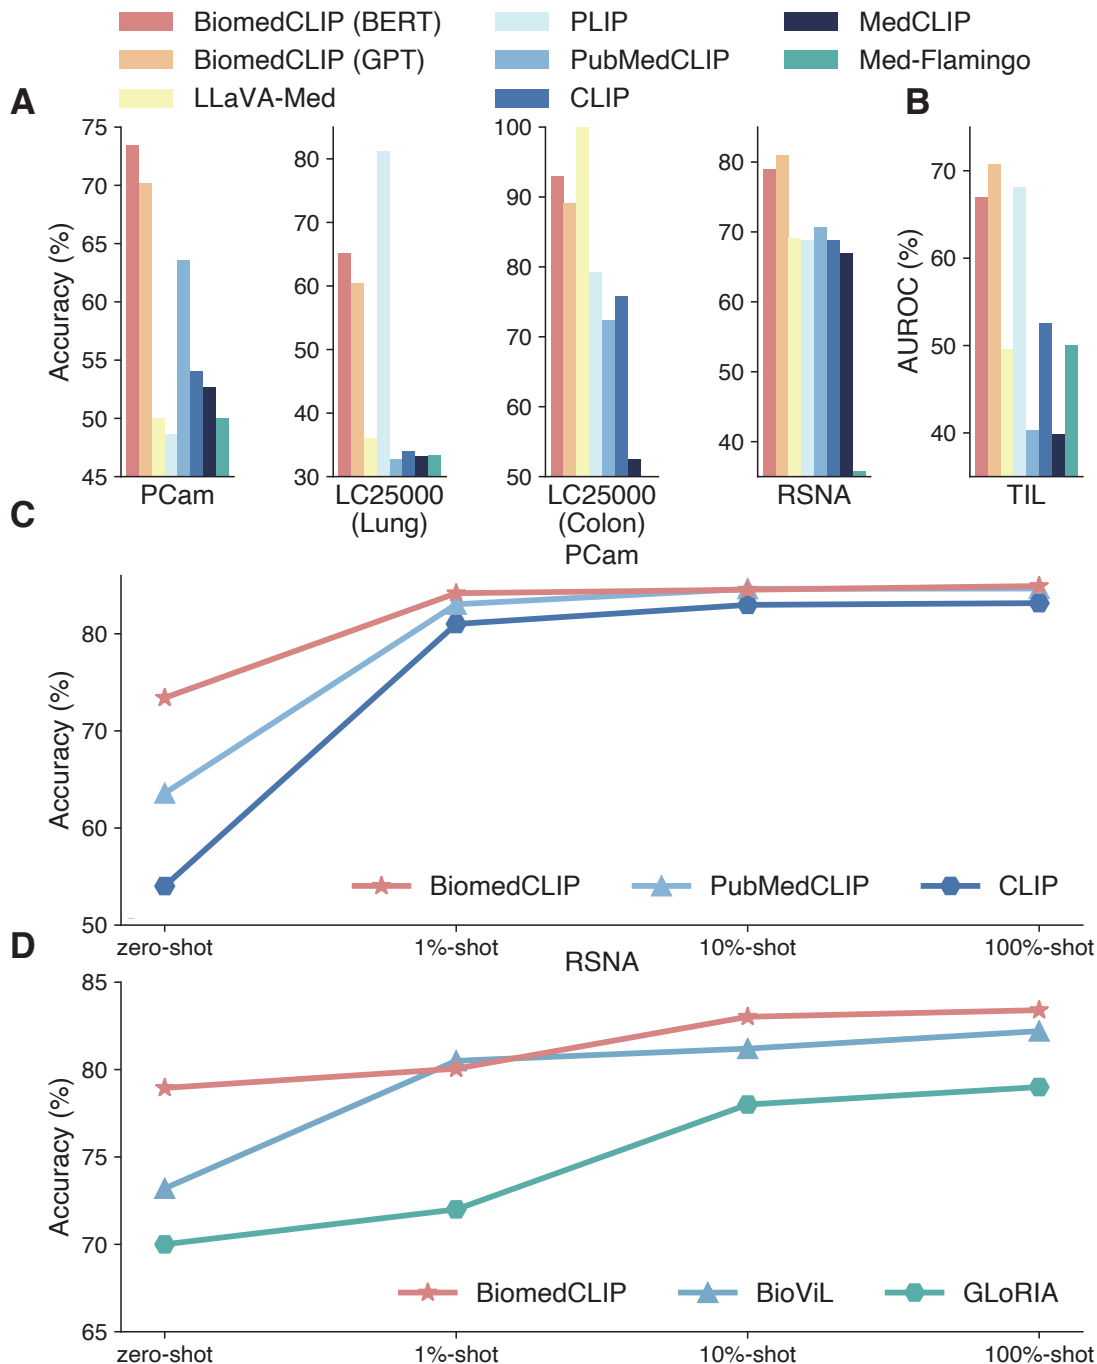 BiomedCLIP (BERT)
PLIP
MedCLIP
BiomedCLIP (GPT)
PubMedCLIP
Med-Flamingo
LLaVA-Med
CLIP
A
B
Accuracy (%)
75
70
65
60
55
50
45
PCam
80
70
60
50
40
30
LC25000
(Lung)
100
90
80
70
60
50
LC25000
(Colon)
80
70
60
50
40
RSNA
AUROC (%)
70
60
50
40
TIL
C
PCam
Accuracy (%)
80
70
60
50
BiomedCLIP
PubMedCLIP
CLIP
zero-shot
1%-shot
10%-shot
100%-shot
D
RSNA
Accuracy (%)
85
80
75
70
65
BiomedCLIP
BioViL
GLoRIA
zero-shot
1%-shot
10%-shot
100%-shot